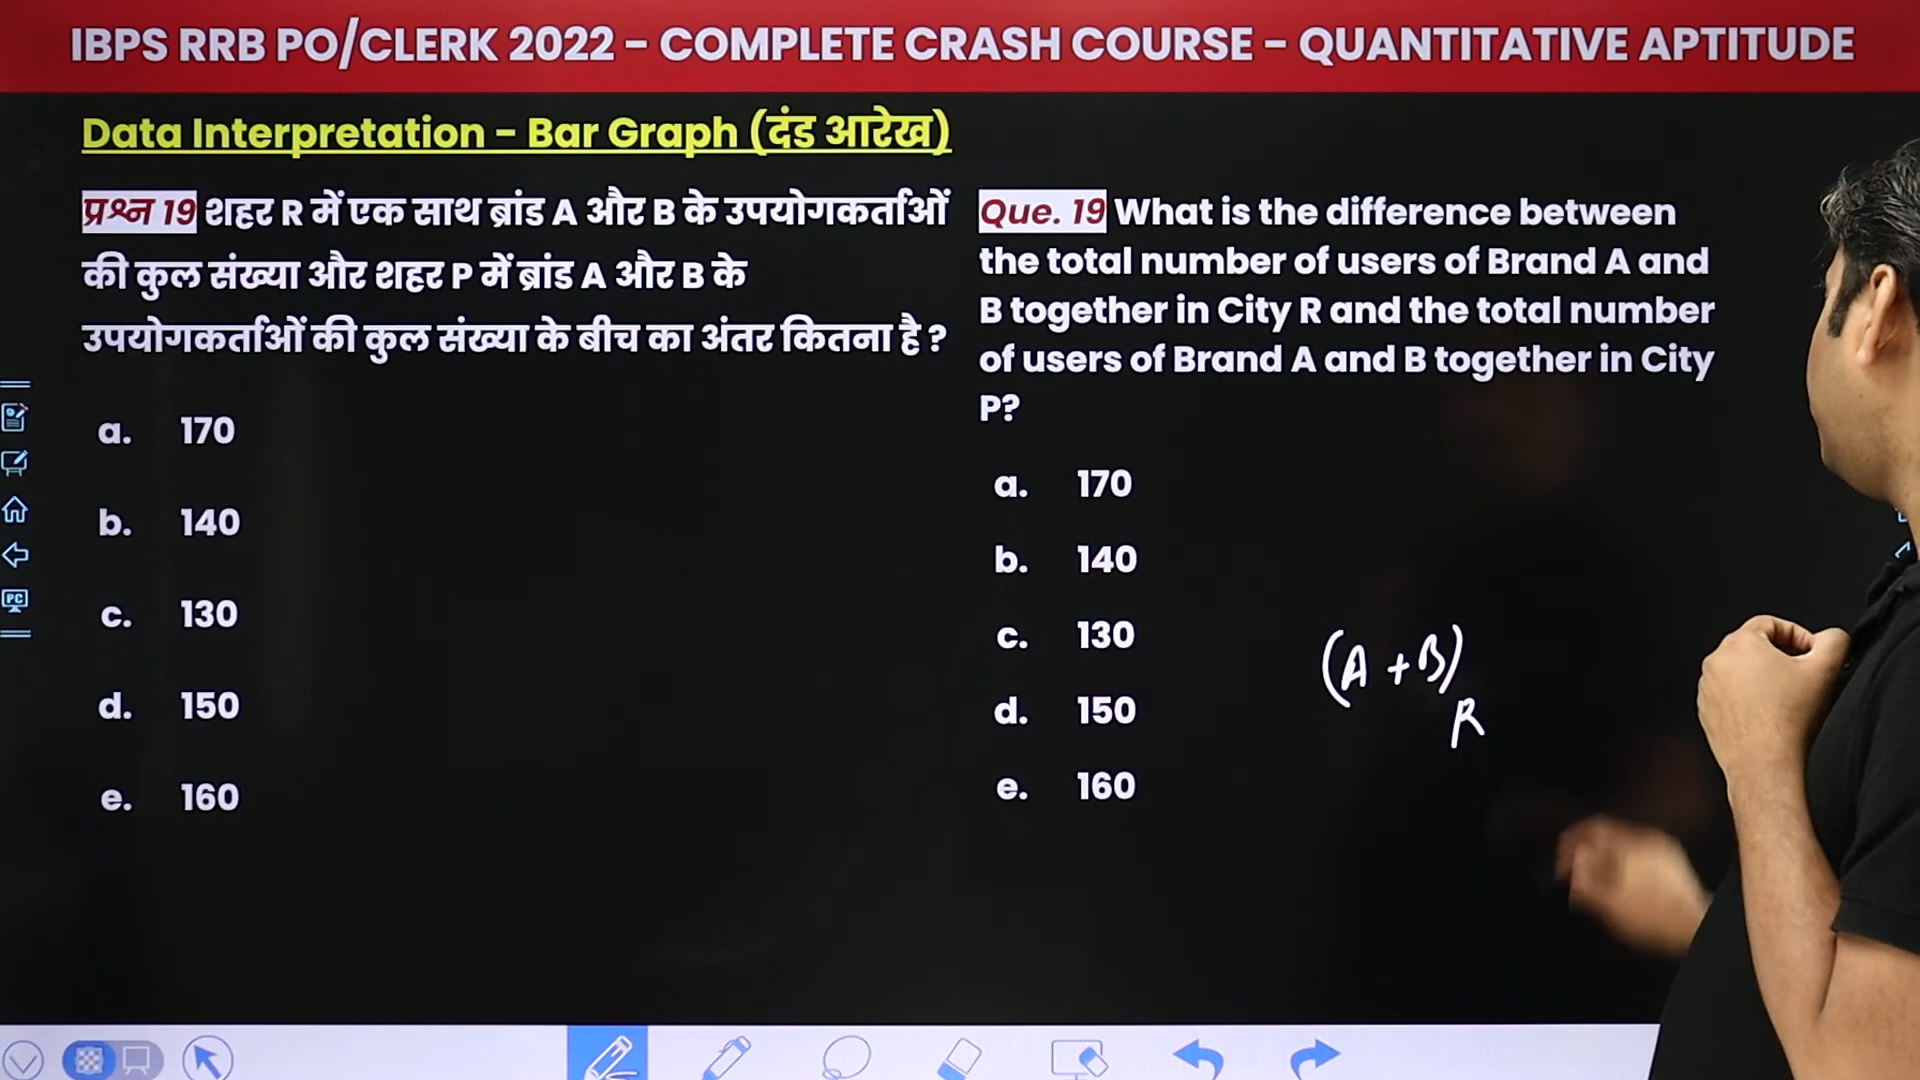 IBPS RRB PO/CLERK 2022 - COMPLETE CRASH COURSE - QUANTITATIVE APTITUDE
Data Interpretation - Bar Graph (दंड आरेख)
प्रश्न 19 शहर R में एक साथ ब्रांड A और B के उपयोगकर्ताओं
की कुल संख्या और शहर P में ब्रांड A और B के
उपयोगकर्ताओं की कुल संख्या के बीच का अंतर कितना है ?
a. 170
b. 140
c. 130
d. 150
e. 160
Que. 19 What is the difference between
the total number of users of Brand A and
B together in City R and the total number
of users of Brand A and B together in City
P?
a. 170
b. 140
c. 130
d. 150
e. 160
(A + B)
R
PC